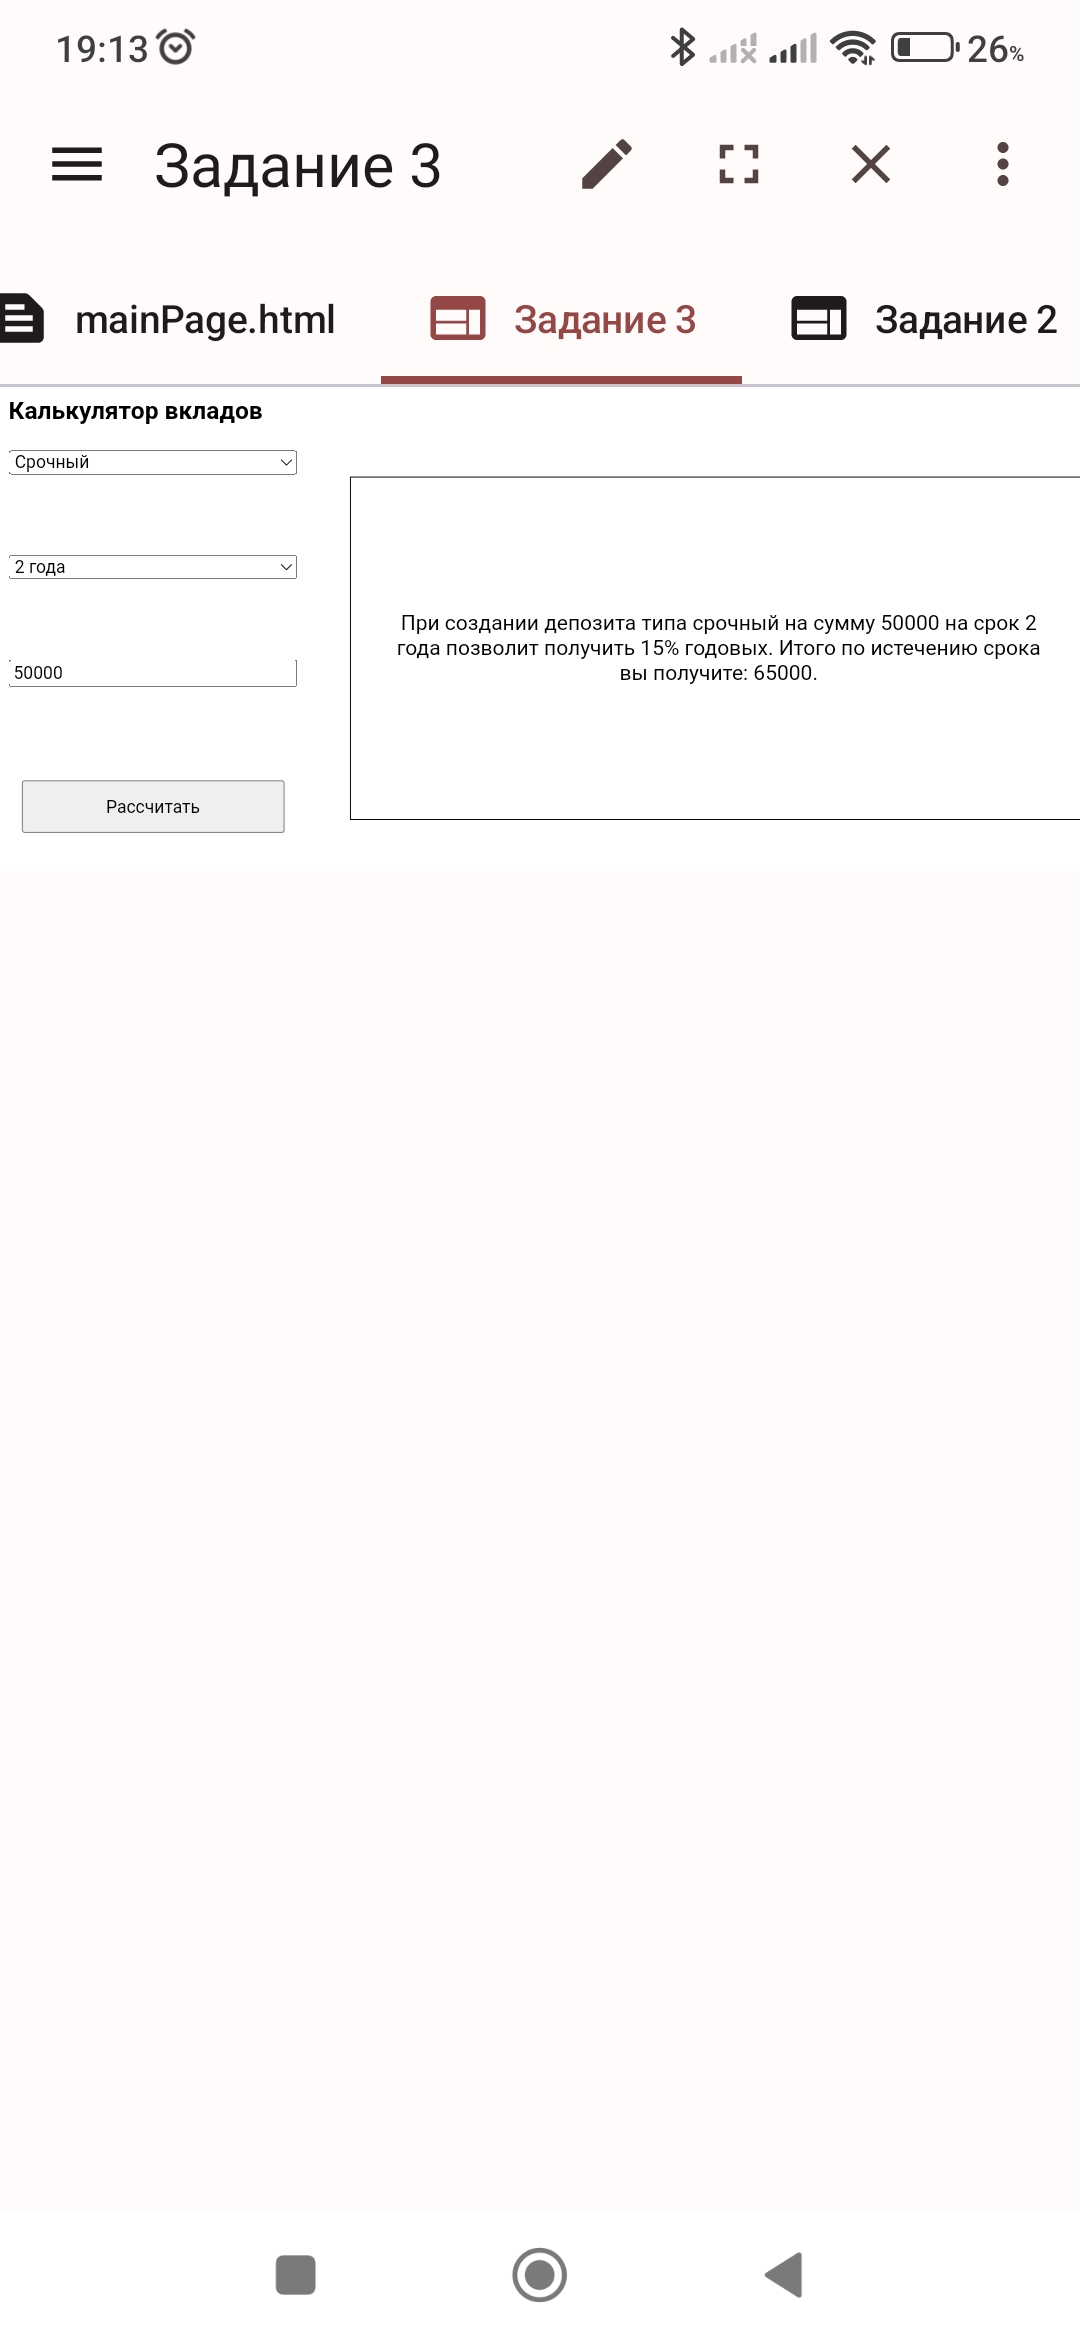 19:13
26%
Задание 3
mainPage.html
Задание 3
Задание 2
Калькулятор вкладов
Срочный
2 года
50000
Рассчитать
При создании депозита типа срочный на сумму 50000 на срок 2
года позволит получить 15% годовых. Итого по истечению срока
вы получите: 65000.